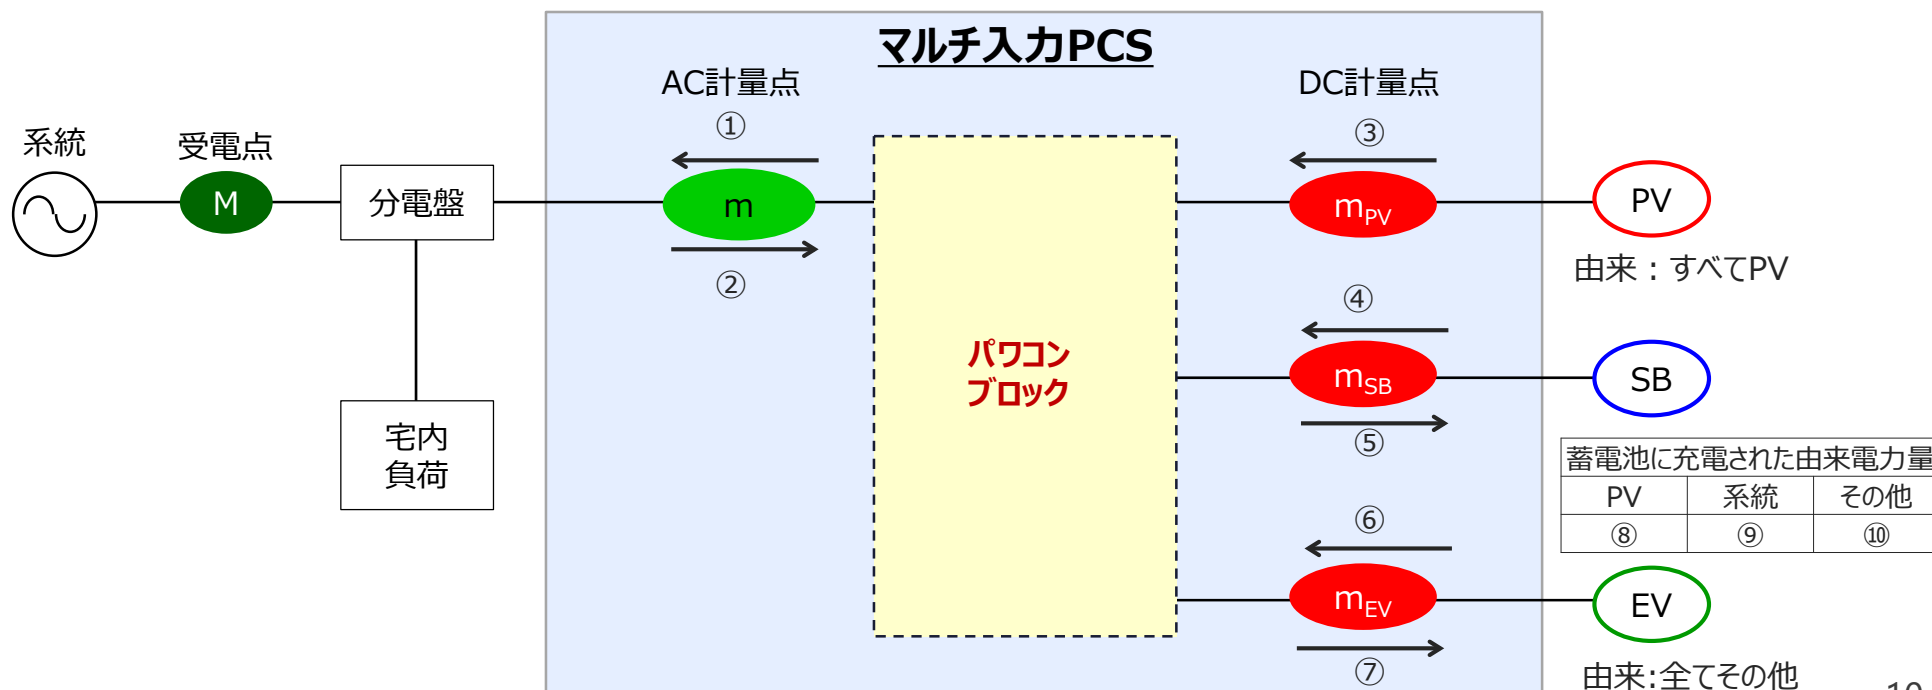 マルチ入力PCS
AC計量点
DC計量点
①
③
系統
受電点
M
分電盤
m
mPV
PV
②
由来：すべてPV
④
パワコン
ブロック
mSB
SB
宅内
負荷
⑤
蓄電池に充電された由来電力量
PV 系統 その他
⑧ ⑨ ⑩
⑥
mEV
EV
⑦
由来:全てその他